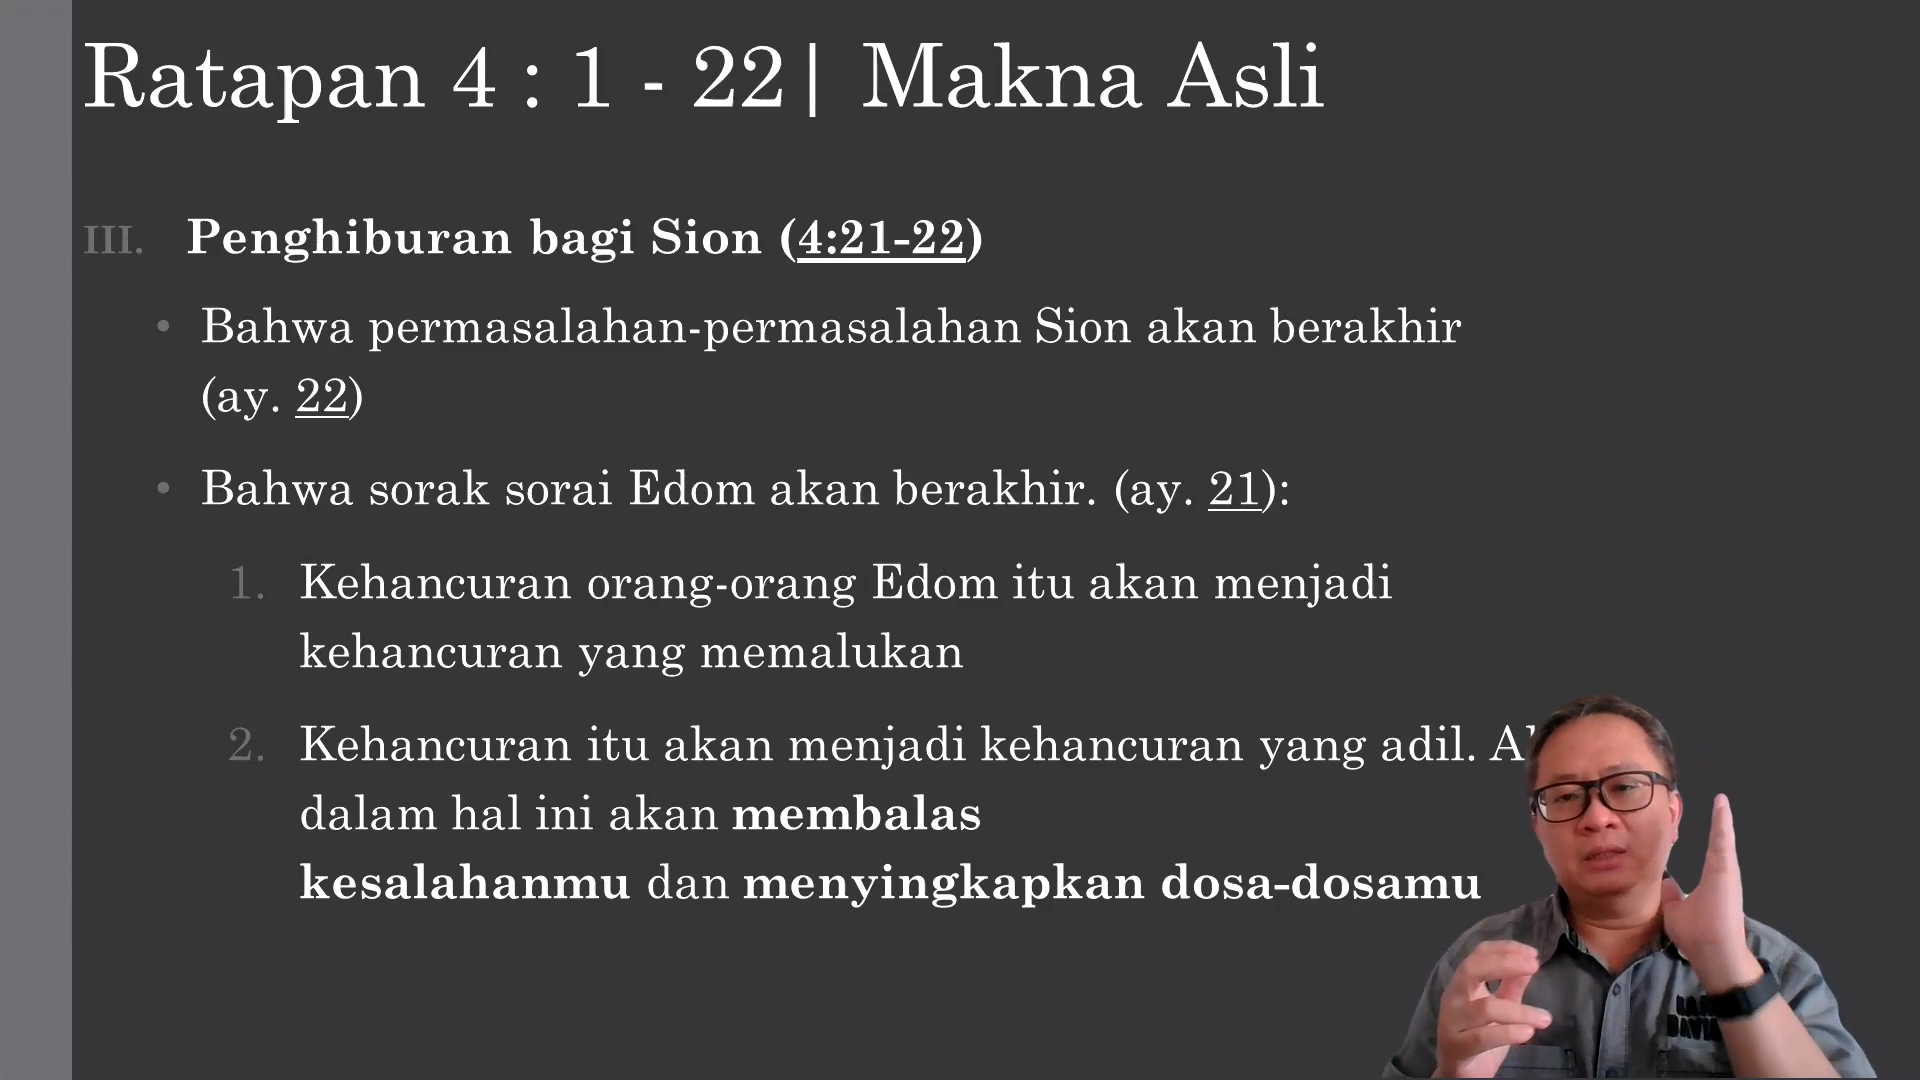 Ratapan 4 : 1 - 22| Makna Asli
III. Penghiburan bagi Sion (4:21-22)
• Bahwa permasalahan-permasalahan Sion akan berakhir
(ay. 22)
• Bahwa sorak sorai Edom akan berakhir. (ay. 21):
1. Kehancuran orang-orang Edom itu akan menjadi
kehancuran yang memalukan
2. Kehancuran itu akan menjadi kehancuran yang adil.
dalam hal ini akan membalas
kesalahanmu dan menyingkapkan dosa-dosamu